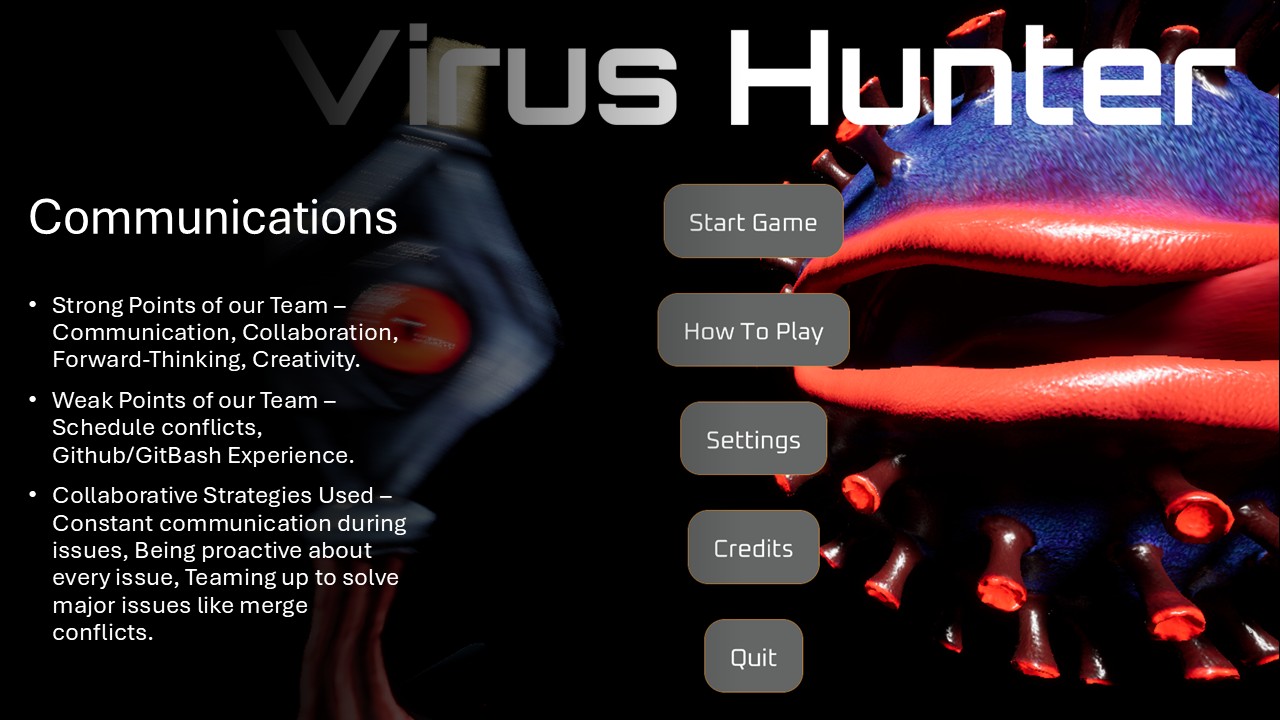 Virus Hunter
Communications
• Strong Points of our Team –
Communication, Collaboration,
Forward-Thinking, Creativity.
• Weak Points of our Team –
Schedule conflicts,
Github/GitBash Experience.
• Collaborative Strategies Used –
Constant communication during
issues, Being proactive about
every issue, Teaming up to solve
major issues like merge
conflicts.
Start Game
How To Play
Settings
Credits
Quit